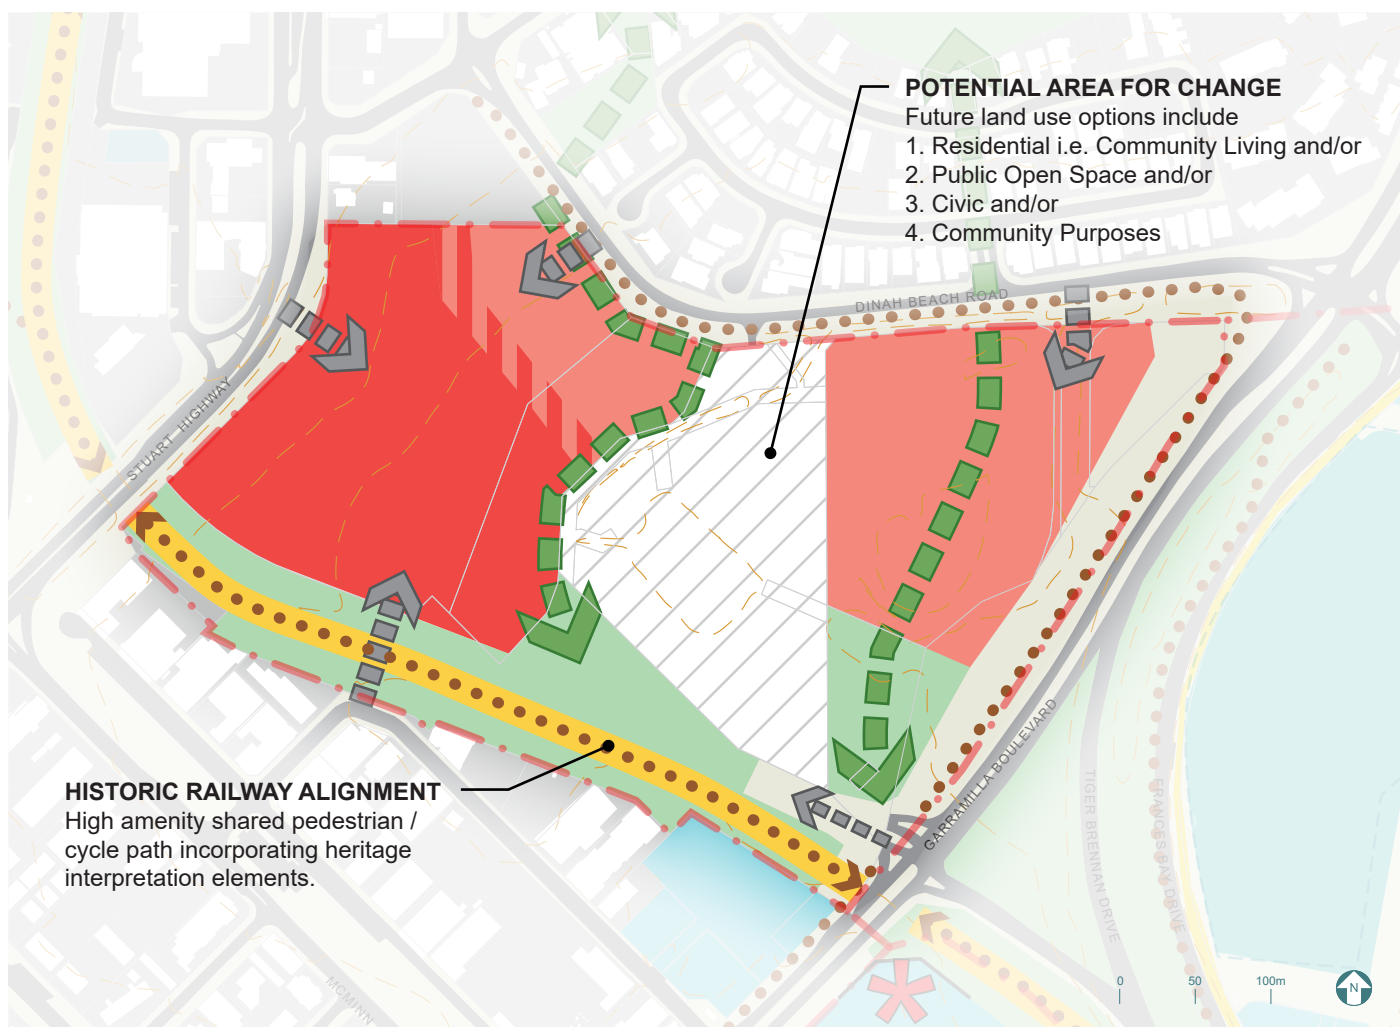 POTENTIAL AREA FOR CHANGE
Future land use options include
1. Residential i.e. Community Living and/or
2. Public Open Space and/or
3. Civic and/or
4. Community Purposes
DINAH BEACH ROAD
STUART HIGHWAY
HISTORIC RAILWAY ALIGNMENT
High amenity shared pedestrian /
cycle path incorporating heritage
interpretation elements.
GARRAMILLA BOULEVARD
TIGER BRENNAN DRIVE
FRANCES BAY DRIVE
MCMINN
0 50 100m
N